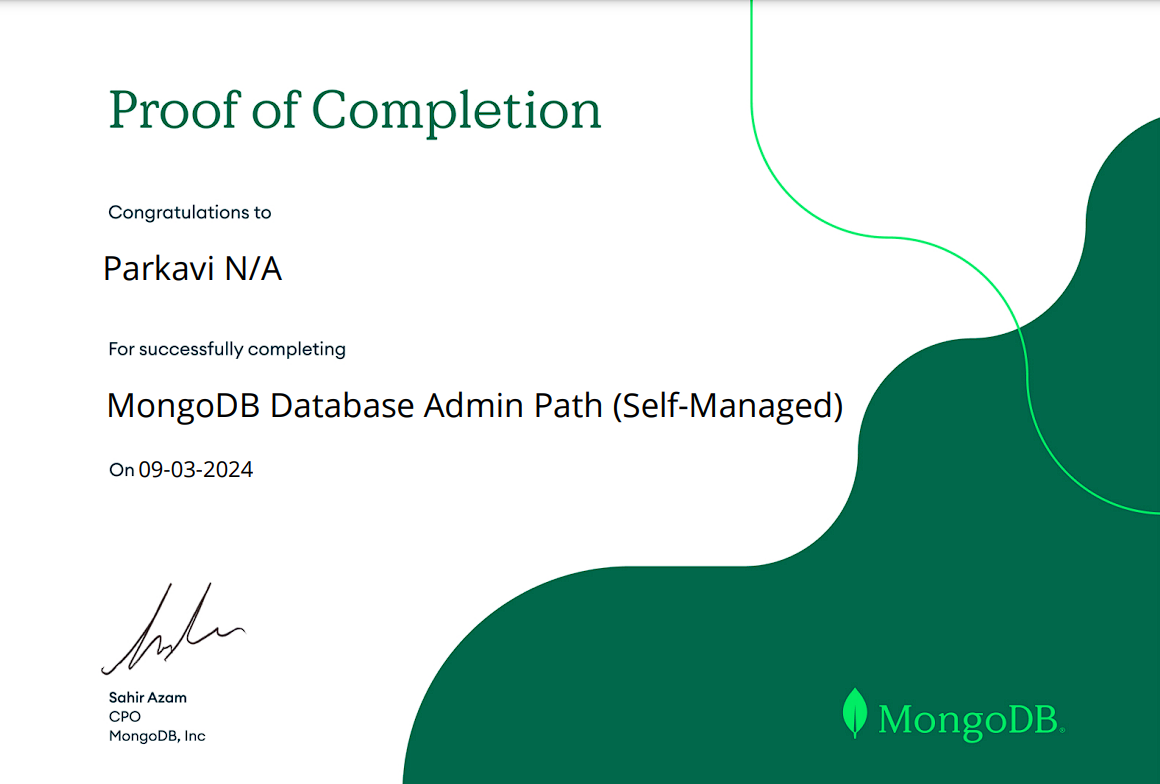 Proof of Completion
Congratulations to
Parkavi N/A
For successfully completing
MongoDB Database Admin Path (Self-Managed)
On 09-03-2024
Sahir Azam
CPO
MongoDB, Inc
MongoDB®